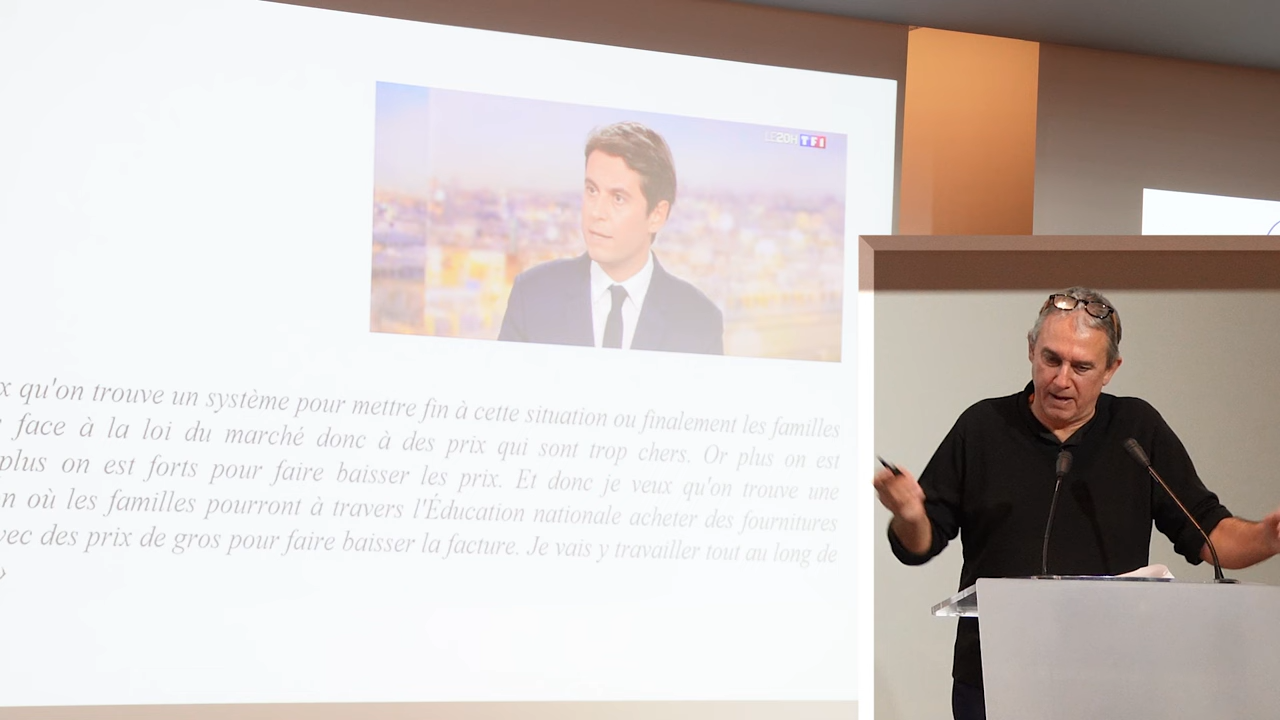 LE20H TF1
x qu'on trouve un système pour mettre fin à cette situation ou finalement les familles
face à la loi du marché donc à des prix qui sont trop chers. Or plus on est
plus on est forts pour faire baisser les prix. Et donc je veux qu'on trouve une
n où les familles pourront à travers l'Éducation nationale acheter des fournitures
vec des prix de gros pour faire baisser la facture. Je vais y travailler tout au long de
»